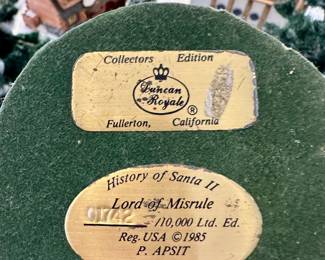 Collectors Edition
Duncan
Royale ®
Fullerton, California
History of Santa II
Lord of Misrule
01742 /10,000 Ltd. Ed.
Reg. USA ©1985
P. APSIT